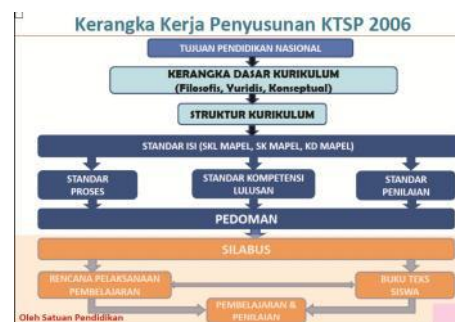 Kerangka Kerja Penyusunan KTSP 2006
TUJUAN PENDIDIKAN NASIONAL
KERANGKA DASAR KURIKULUM
(Filosofis, Yuridis, Konseptual)
STRUKTUR KURIKULUM
STANDAR ISI (SKL MAPEL, SK MAPEL, KD MAPEL)
STANDAR
PROSES
STANDAR KOMPETENSI
LULUSAN
STANDAR
PENILAIAN
PEDOMAN
SILABUS
RENCANA PELAKSANAAN
PEMBELAJARAN
BUKU TEKS
SISWA
PEMBELAJARAN &
PENILAIAN
Oleh Satuan Pendidikan